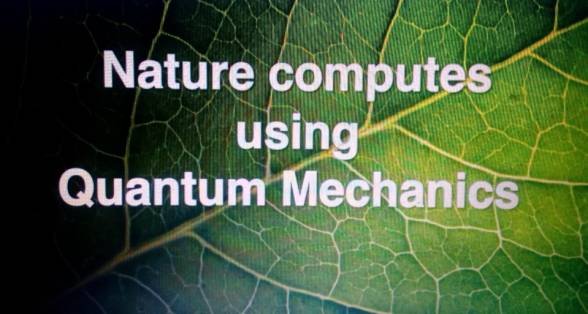 Nature computes
using
Quantum Mechanics